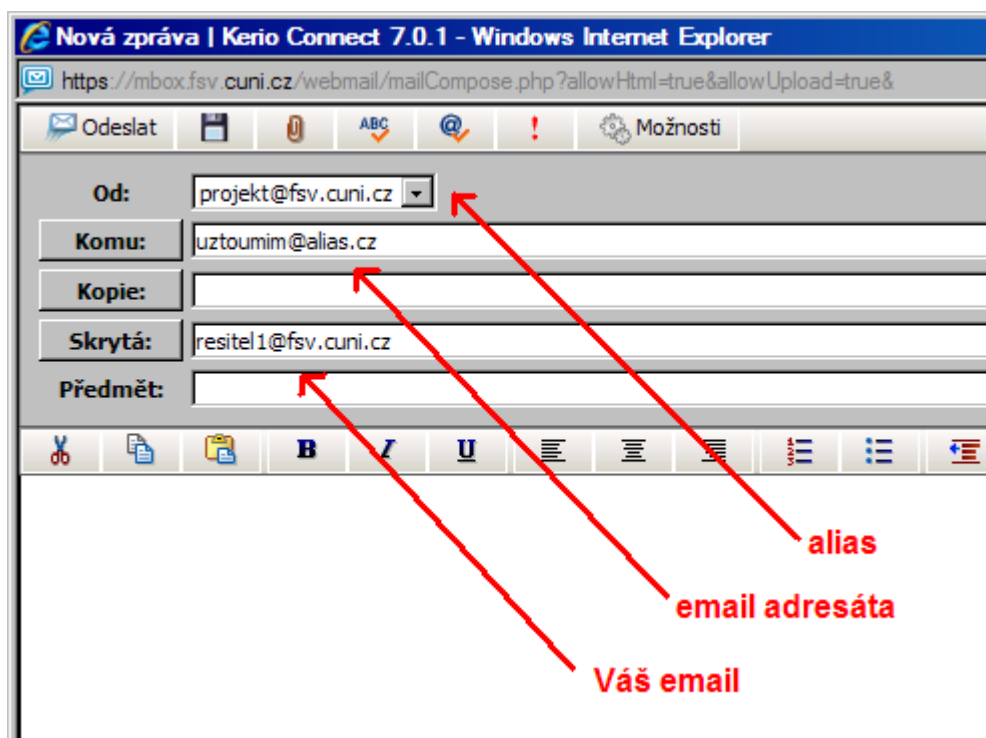 Nová zpráva | Kerio Connect 7.0.1 - Windows Internet Explorer
https://mbox.fsv.cuni.cz/webmail/mailCompose.php?allowHtml=true&allowUpload=true&
Odeslat ABC @ ! Možnosti
Od: projekt@fsv.cuni.cz
Komu: uztoumim@alias.cz
Kopie:
Skrytá: resitel1@fsv.cuni.cz
Předmět:
B I U
alias
email adresáta
Váš email